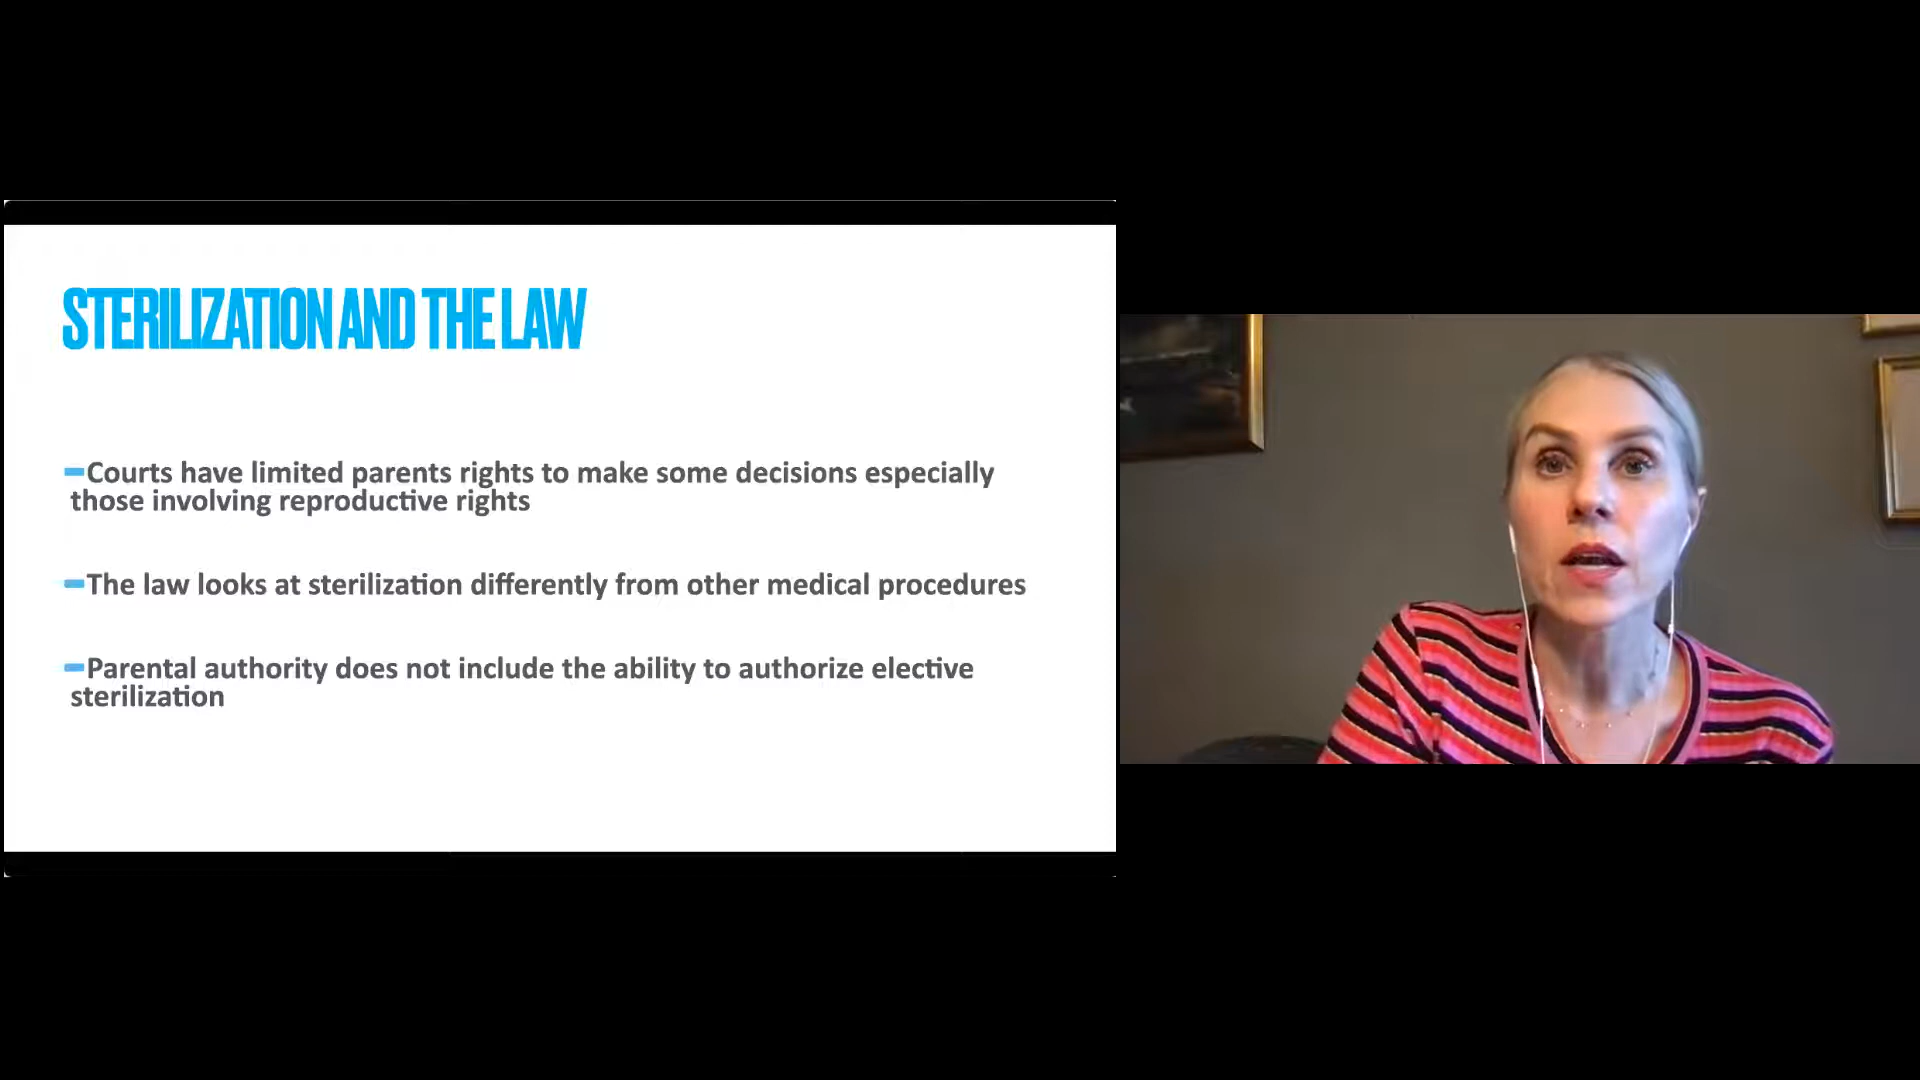 STERILIZATION AND THE LAW
Courts have limited parents rights to make some decisions especially
those involving reproductive rights
The law looks at sterilization differently from other medical procedures
Parental authority does not include the ability to authorize elective
sterilization